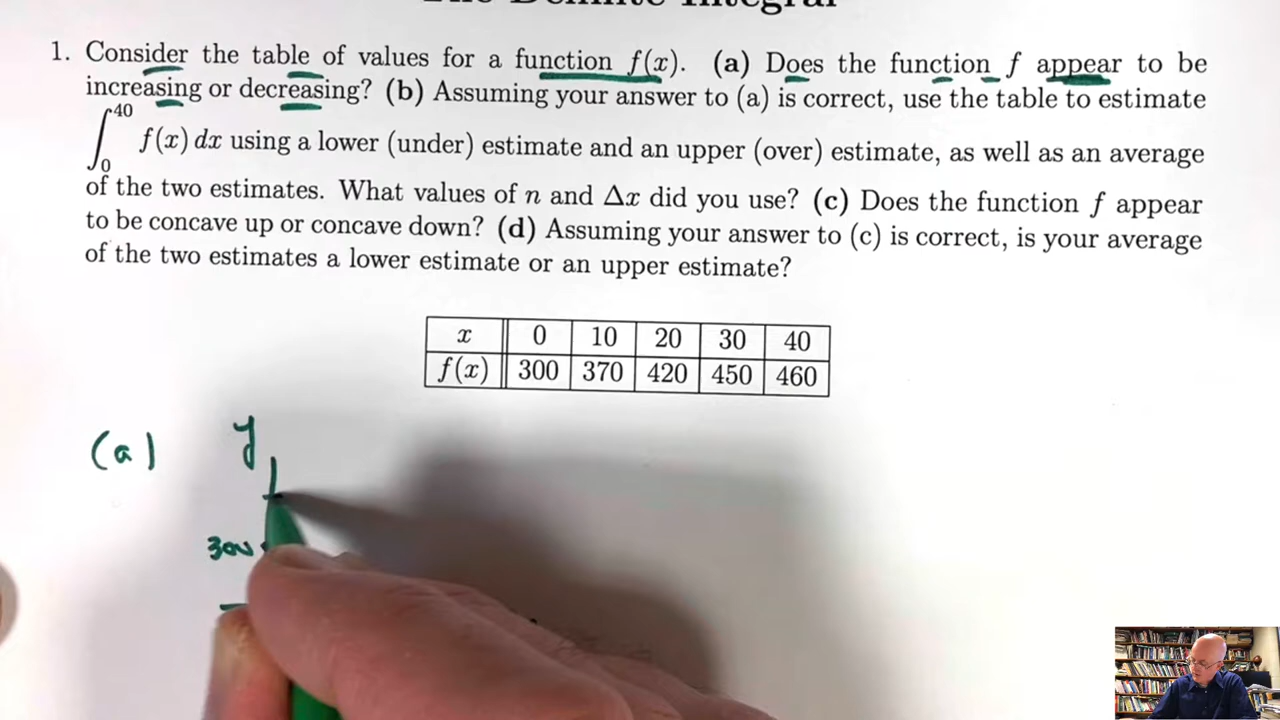 The Definite Integral
1. Consider the table of values for a function f(x). (a) Does the function f appear to be
increasing or decreasing? (b) Assuming your answer to (a) is correct, use the table to estimate
∫₀⁴⁰ f(x) dx using a lower (under) estimate and an upper (over) estimate, as well as an average
of the two estimates. What values of n and Δx did you use? (c) Does the function f appear
to be concave up or concave down? (d) Assuming your answer to (c) is correct, is your average
of the two estimates a lower estimate or an upper estimate?
x 0 10 20 30 40
f(x) 300 370 420 450 460
(a) y
300